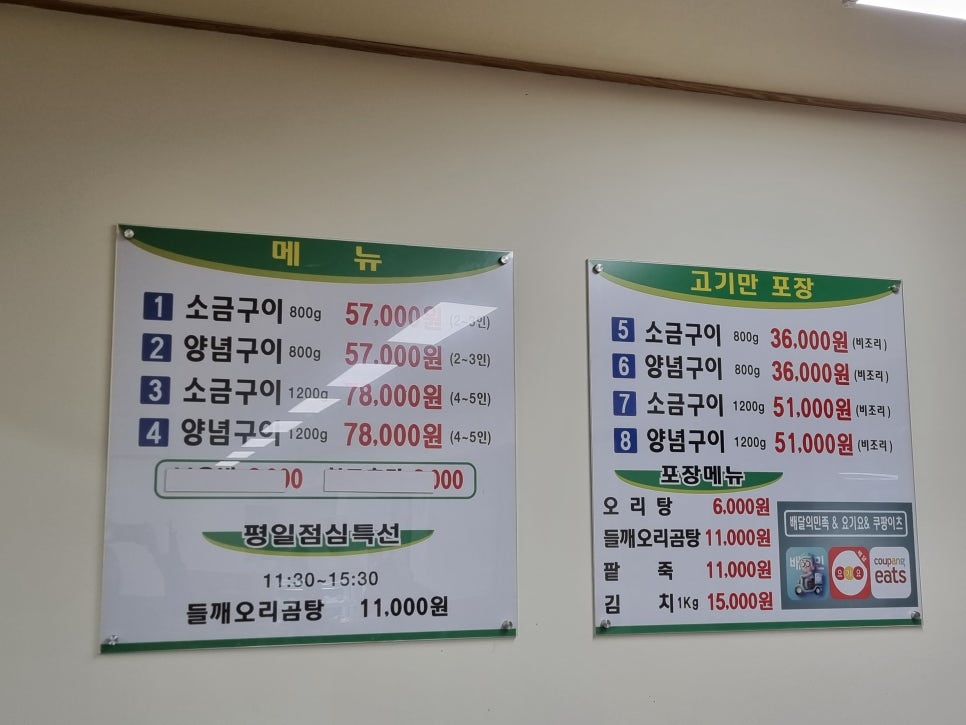 메 뉴
1 소금구이 800g 57,000원 (2~3인)
2 양념구이 800g 57,000원 (2~3인)
3 소금구이 1200g 78,000원 (4~5인)
4 양념구이 1200g 78,000원 (4~5인)
평일점심특선
11:30~15:30
들깨오리곰탕 11,000원
고기만 포장
5 소금구이 800g 36,000원 (비조리)
6 양념구이 800g 36,000원 (비조리)
7 소금구이 1200g 51,000원 (비조리)
8 양념구이 1200g 51,000원 (비조리)
포장메뉴
오 리 탕 6,000원
들깨오리곰탕 11,000원
팥 죽 11,000원
김 치 1Kg 15,000원
배달의민족 & 요기요& 쿠팡이츠
요기요
coupang
eats